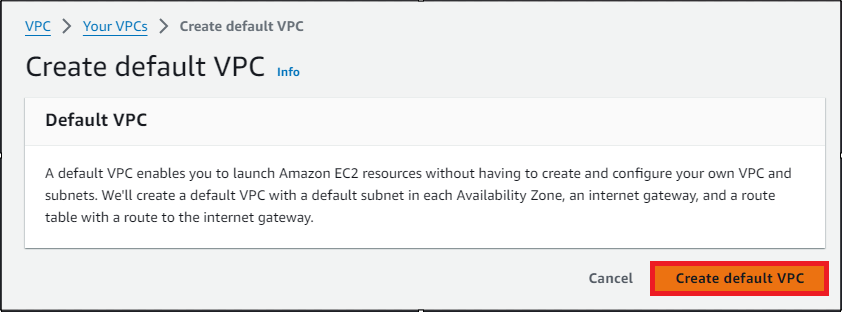 VPC > Your VPCs > Create default VPC
Create default VPC Info
Default VPC
A default VPC enables you to launch Amazon EC2 resources without having to create and configure your own VPC and
subnets. We'll create a default VPC with a default subnet in each Availability Zone, an internet gateway, and a route
table with a route to the internet gateway.
Cancel Create default VPC